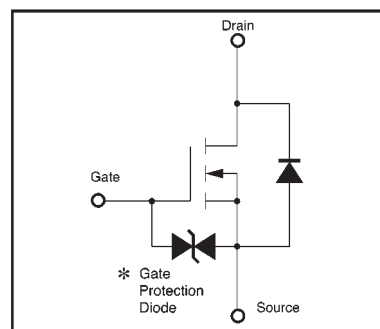 Drain
Gate
* Gate
Protection
Diode
Source